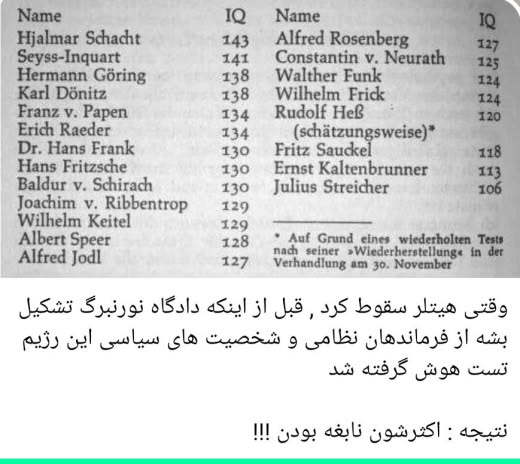 Name IQ
Hjalmar Schacht 143
Seyss-Inquart 141
Hermann Göring 138
Karl Dönitz 138
Franz v. Papen 134
Erich Raeder 134
Dr. Hans Frank 130
Hans Fritzsche 130
Baldur v. Schirach 130
Joachim v. Ribbentrop 129
Wilhelm Keitel 129
Albert Speer 128
Alfred Jodl 127
Name IQ
Alfred Rosenberg 127
Constantin v. Neurath 125
Walther Funk 124
Wilhelm Frick 124
Rudolf Heß 120
(schätzungsweise)*
Fritz Sauckel 118
Ernst Kaltenbrunner 113
Julius Streicher 106
* Auf Grund eines wiederholten Tests
nach seiner »Wiederherstellung« in der
Verhandlung am 30. November
وقتی هیتلر سقوط کرد , قبل از اینکه دادگاه نورنبرگ تشکیل
بشه از فرماندهان نظامی و شخصیت های سیاسی این رژیم
تست هوش گرفته شد
نتیجه : اکثرشون نابغه بودن !!!